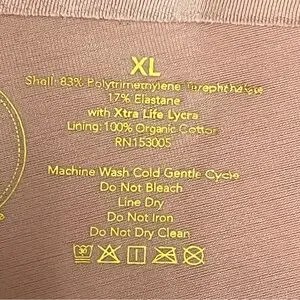 XL
Shell: 83% Polytrimethylene Terephthalate
17% Elastane
with Xtra Life Lycra
Lining: 100% Organic Cotton
RN153005
Machine Wash Cold Gentle Cycle
Do Not Bleach
Line Dry
Do Not Iron
Do Not Dry Clean